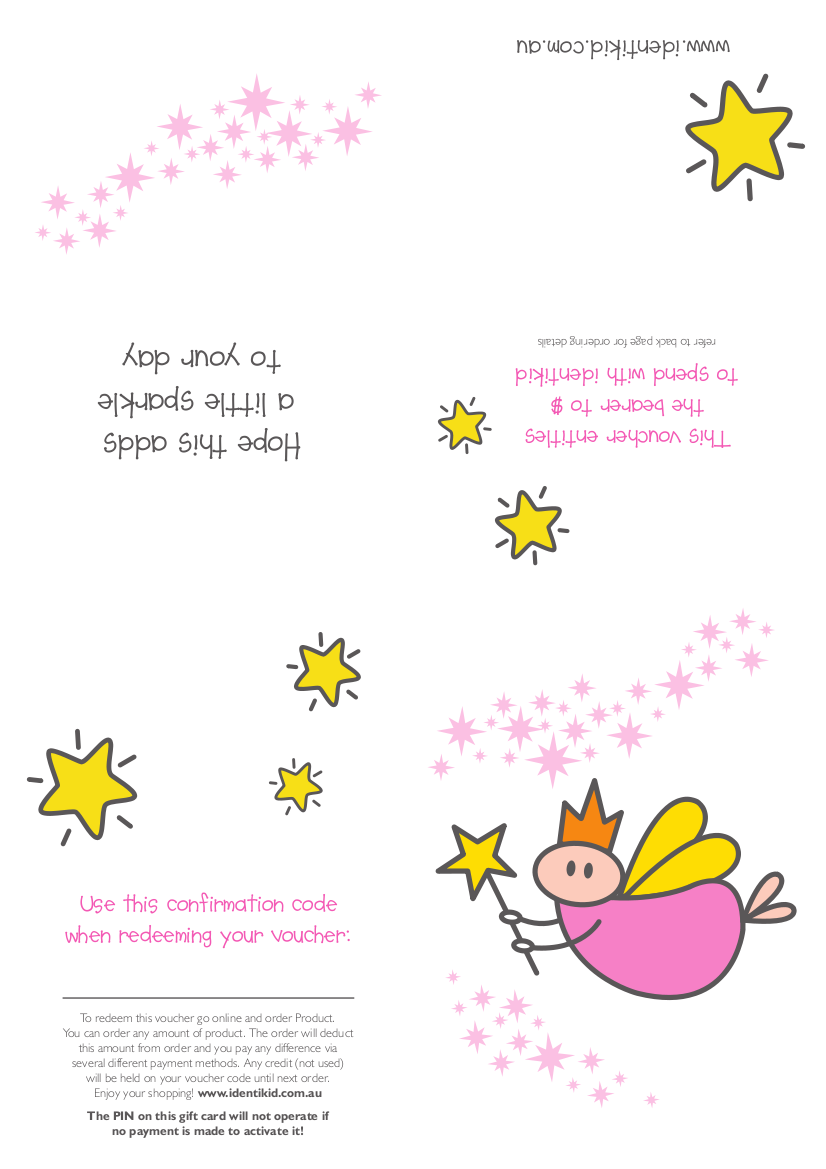 www.identikid.com.au
Hope this adds
a little sparkle
to your day
This voucher entitles
the bearer to $
to spend with identikid
refer to back page for ordering details
Use this confirmation code
when redeeming your voucher:
To redeem this voucher go online and order Product.
You can order any amount of product. The order will deduct
this amount from order and you pay any difference via
several different payment methods. Any credit (not used)
will be held on your voucher code until next order.
Enjoy your shopping! www.identikid.com.au
The PIN on this gift card will not operate if
no payment is made to activate it!